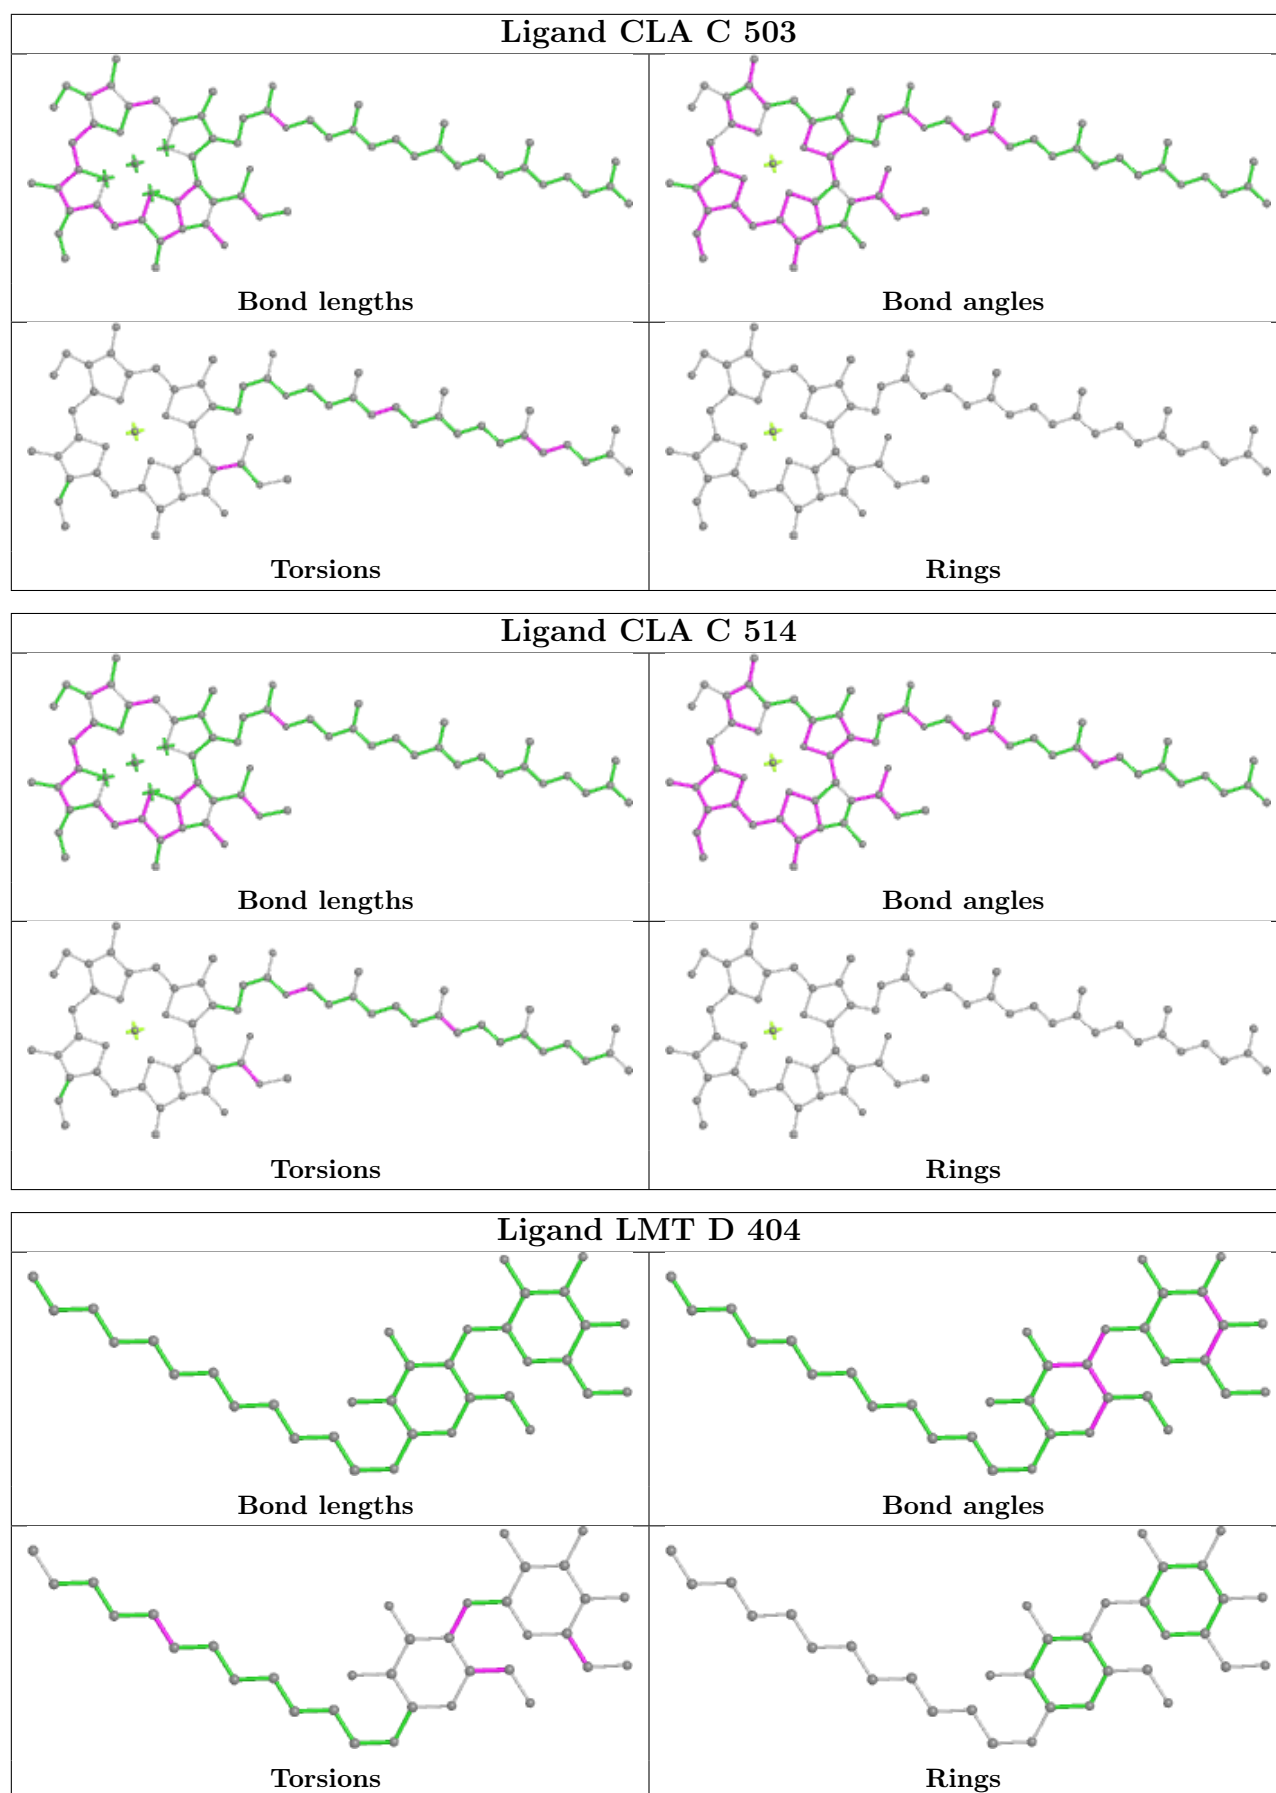 Ligand CLA C 503
Bond lengths
Bond angles
Torsions
Rings
Ligand CLA C 514
Bond lengths
Bond angles
Torsions
Rings
Ligand LMT D 404
Bond lengths
Bond angles
Torsions
Rings